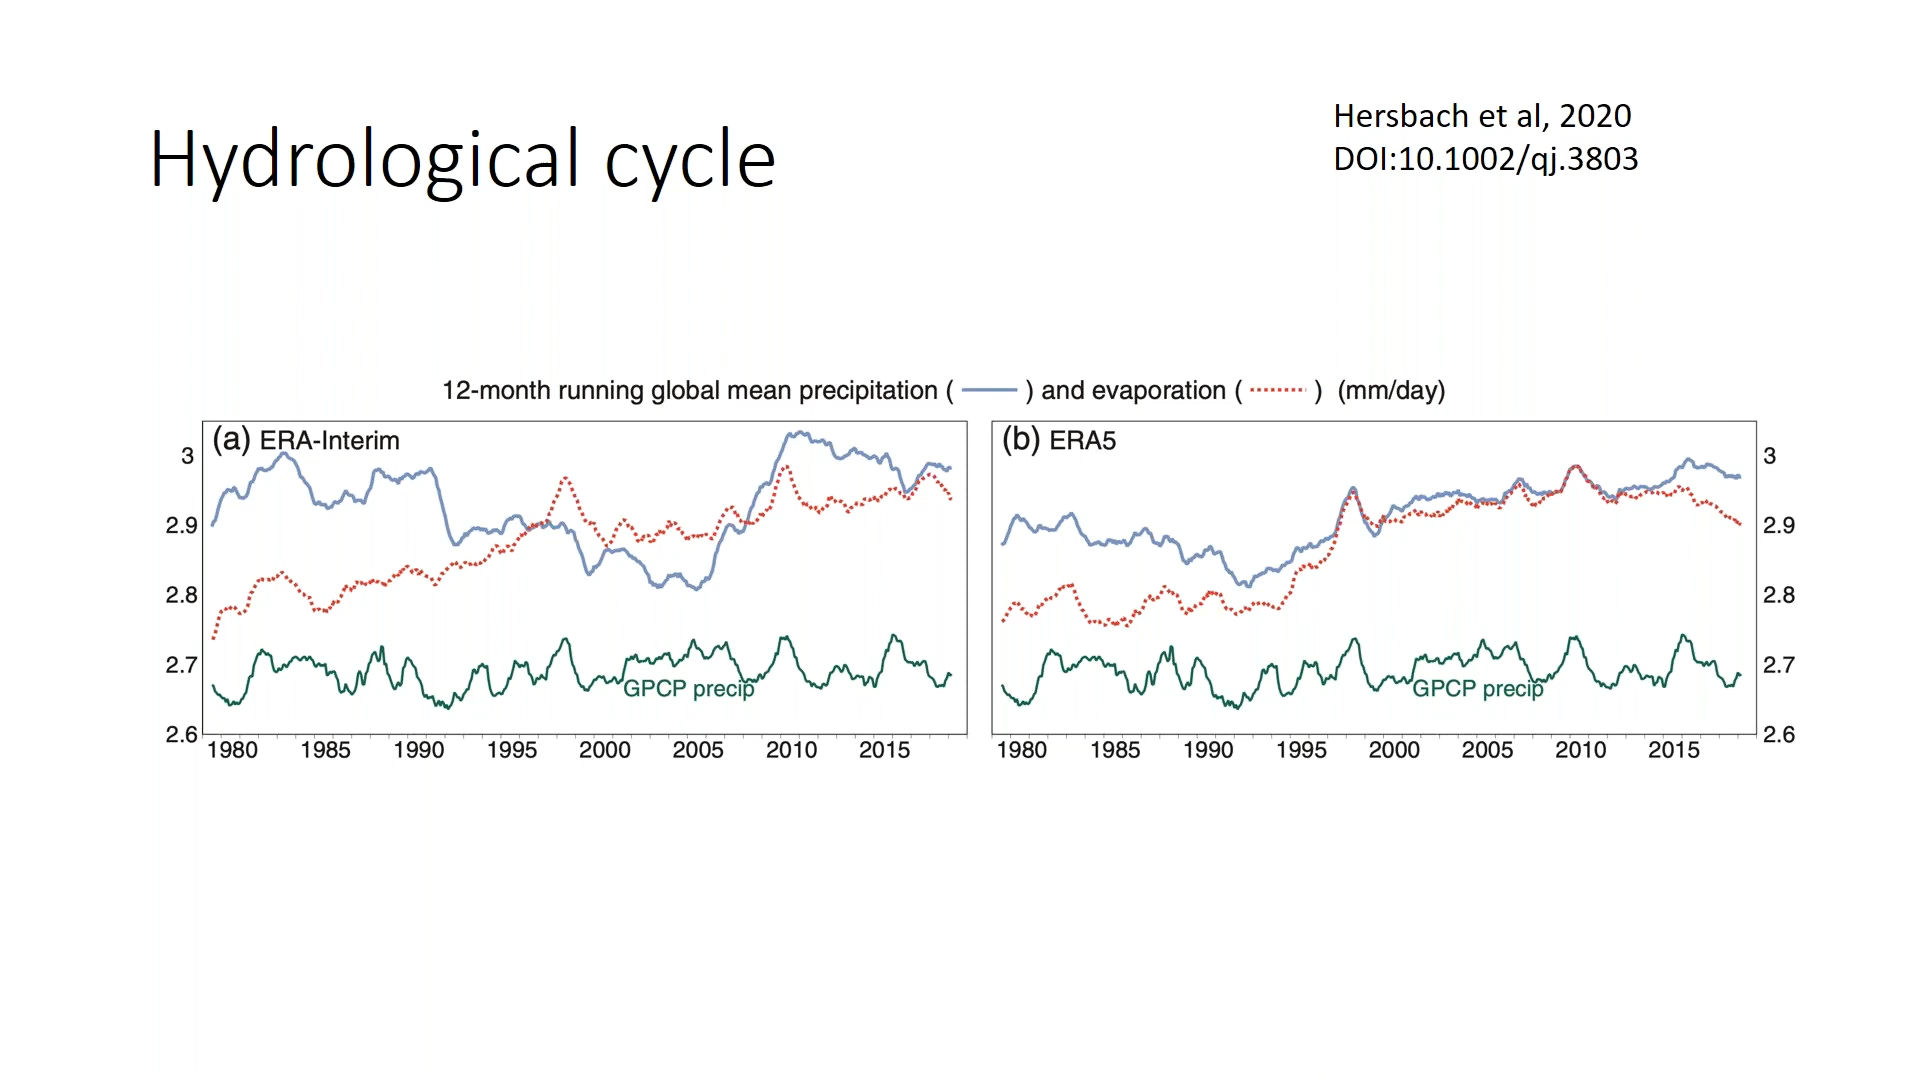 Hydrological cycle
Hersbach et al, 2020
DOI:10.1002/qj.3803
12-month running global mean precipitation ( ) and evaporation ( ) (mm/day)
(a) ERA-Interim
3
2.9
2.8
2.7
2.6
GPCP precip
1980 1985 1990 1995 2000 2005 2010 2015
(b) ERA5
3
2.9
2.8
2.7
2.6
GPCP precip
1980 1985 1990 1995 2000 2005 2010 2015